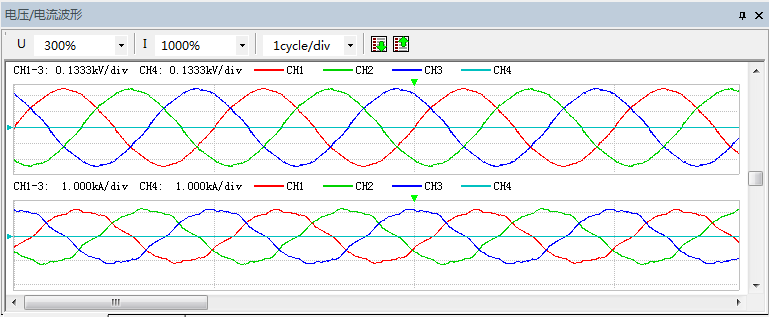 电压/电流波形
U 300% I 1000% 1cycle/div
CH1-3: 0.1333kV/div CH4: 0.1333kV/div CH1 CH2 CH3 CH4
CH1-3: 1.000kA/div CH4: 1.000kA/div CH1 CH2 CH3 CH4